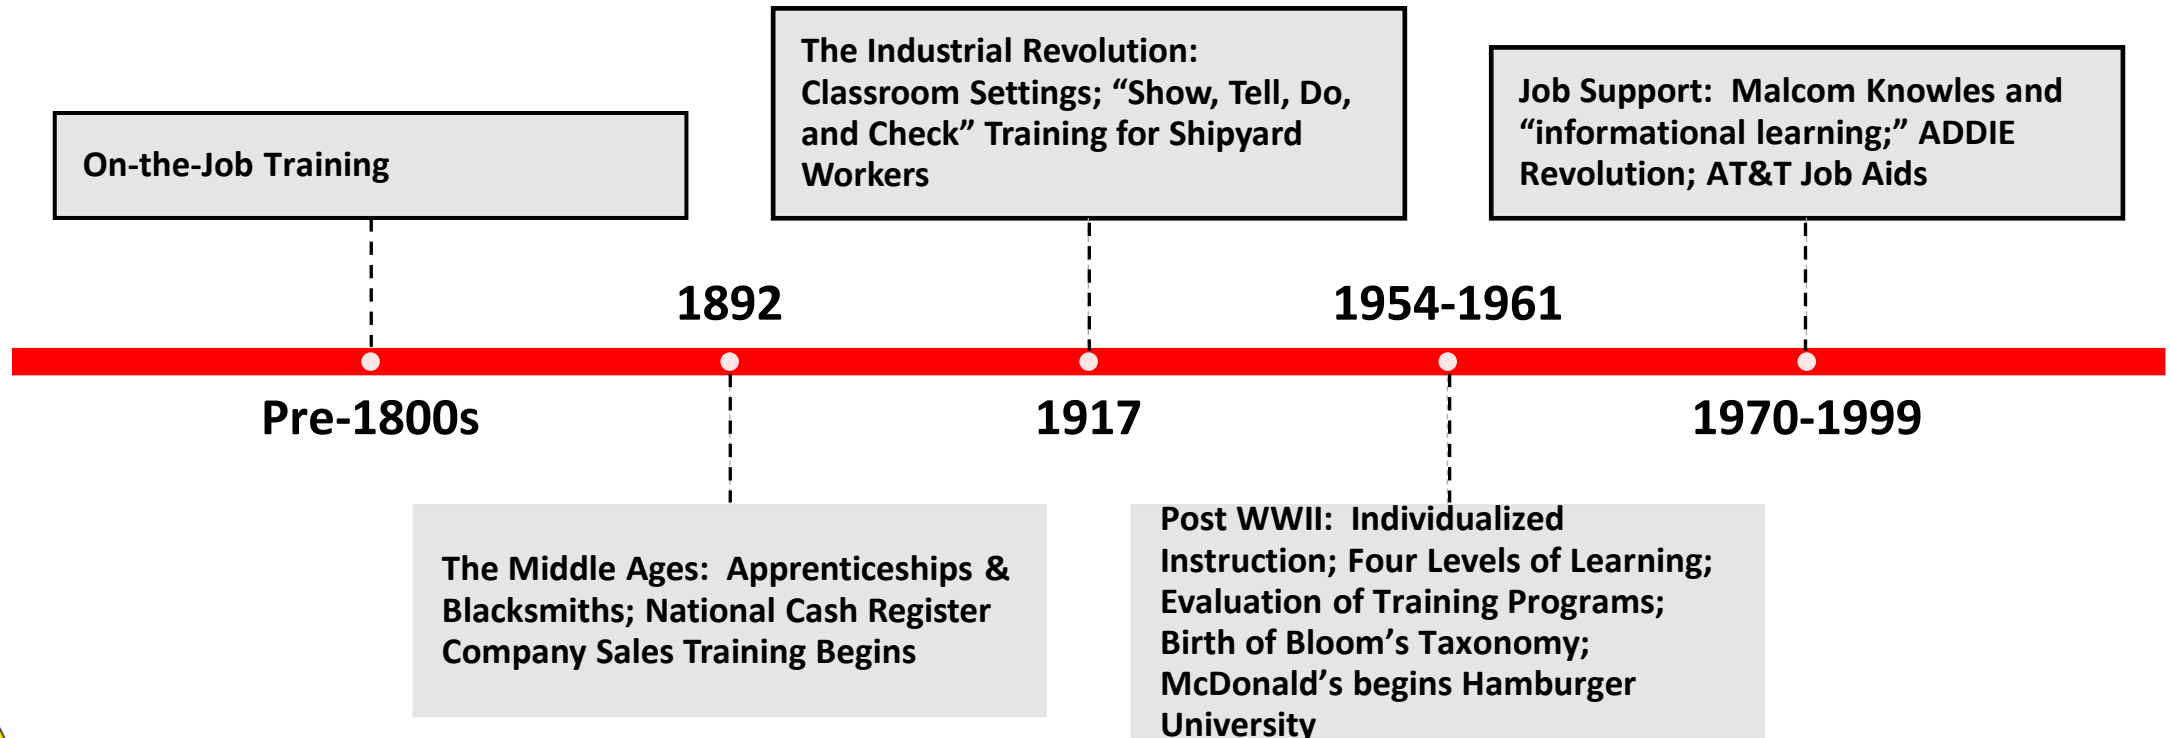 On-the-Job Training
The Industrial Revolution:
Classroom Settings; “Show, Tell, Do,
and Check” Training for Shipyard
Workers
Job Support:  Malcom Knowles and
“informational learning;” ADDIE
Revolution; AT&T Job Aids
1892
1954-1961
Pre-1800s
1917
1970-1999
The Middle Ages:  Apprenticeships &
Blacksmiths; National Cash Register
Company Sales Training Begins
Post WWII:  Individualized
Instruction; Four Levels of Learning;
Evaluation of Training Programs;
Birth of Bloom’s Taxonomy;
McDonald’s begins Hamburger
University